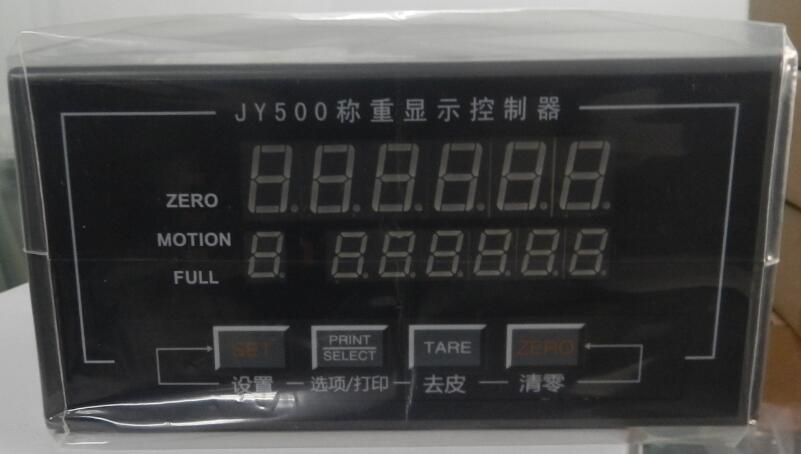 JY500称重显示控制器
ZERO
MOTION
FULL
SET
PRINT
SELECT
TARE
ZERO
设置
选项/打印
去皮
清零